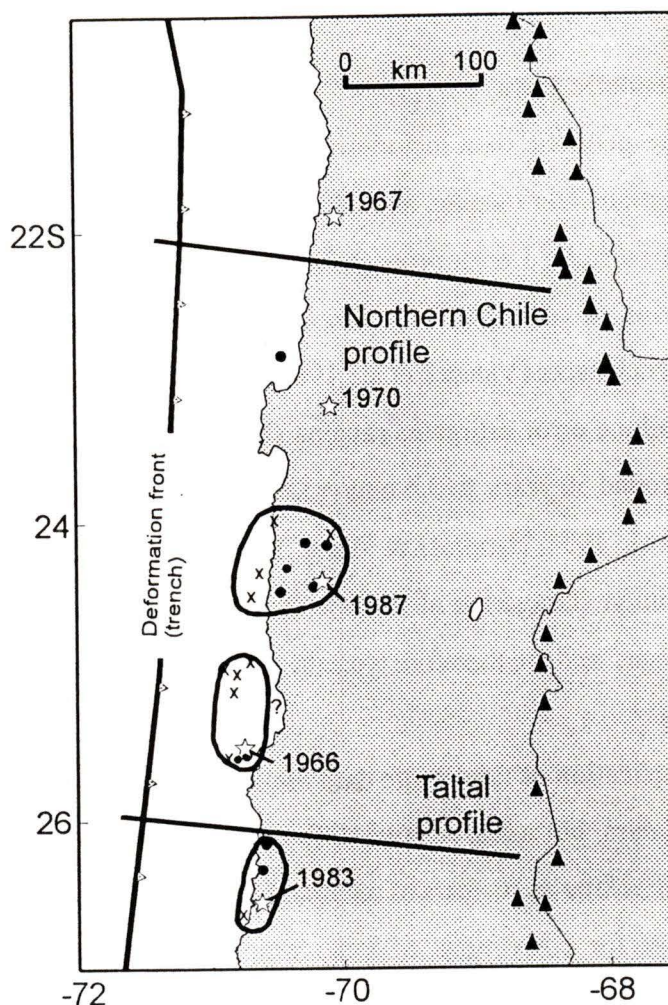 0 100
km
1967
22S
Northern Chile
profile
1970
24
Deformation front
(trench)
1987
?
1966
Taltal
profile
26
1983
-72 -70 -68